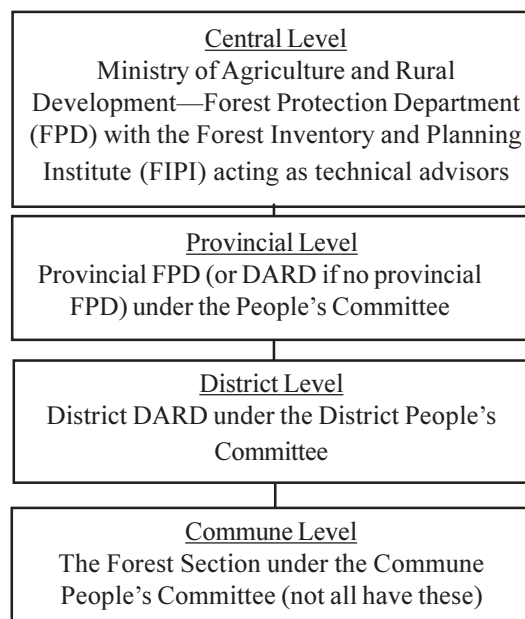 Central Level
Ministry of Agriculture and Rural
Development—Forest Protection Department
(FPD) with the Forest Inventory and Planning
Institute (FIPI) acting as technical advisors
Provincial Level
Provincial FPD (or DARD if no provincial
FPD) under the People's Committee
District Level
District DARD under the District People's
Committee
Commune Level
The Forest Section under the Commune
People's Committee (not all have these)